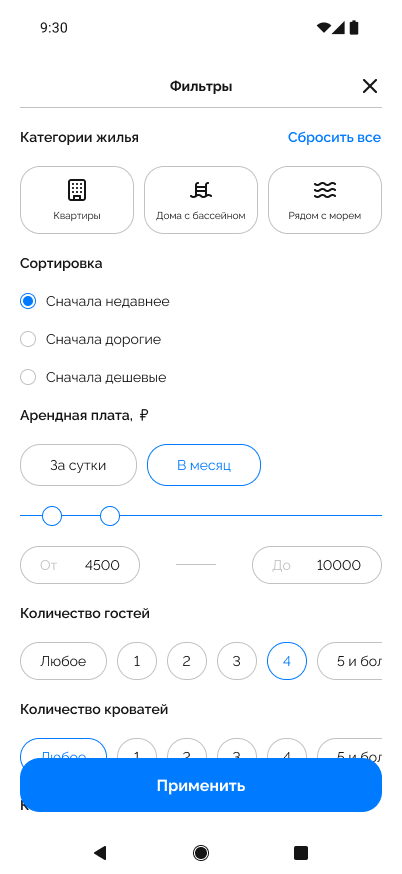 9:30
Фильтры
Категории жилья Сбросить все
Квартиры Дома с бассейном Рядом с морем
Сортировка
Сначала недавнее
Сначала дорогие
Сначала дешевые
Арендная плата, ₽
За сутки В месяц
От 4500 До 10000
Количество гостей
Любое 1 2 3 4 5 и бол
Количество кроватей
Любое 1 2 3 4 5 и бол
Применить